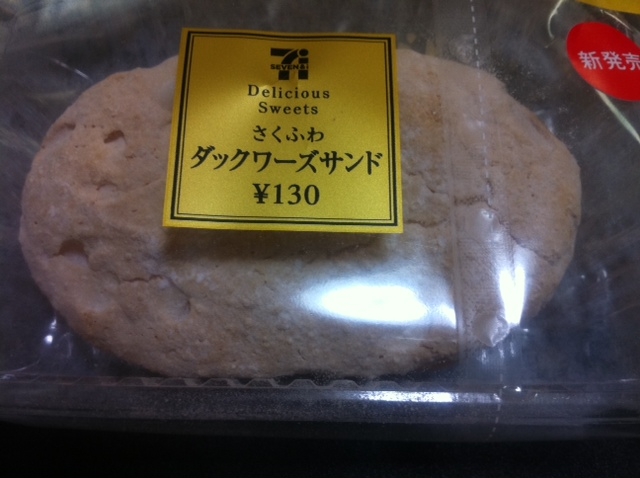 7i
SEVEN&i
Delicious
Sweets
さくふわ
ダックワーズサンド
¥130
新発売